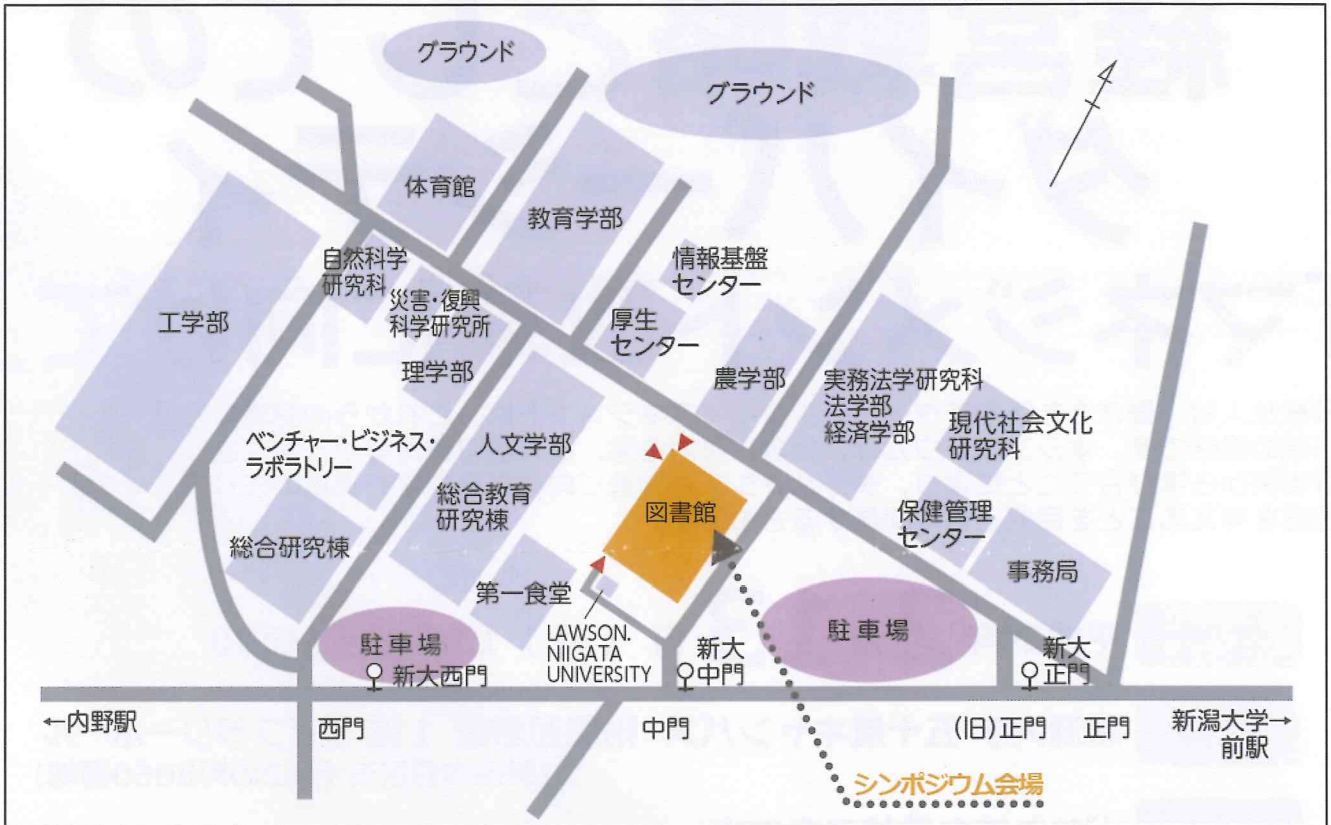 グラウンド
グラウンド
体育館
教育学部
自然科学
研究科
災害・復興
科学研究所
情報基盤
センター
工学部
厚生
センター
理学部
農学部
実務法学研究科
法学部
経済学部
現代社会文化
研究科
ベンチャー・ビジネス・
ラボラトリー
人文学部
総合教育
研究棟
図書館
保健管理
センター
総合研究棟
第一食堂
事務局
LAWSON.
NIIGATA
UNIVERSITY
駐車場
駐車場
新大西門
新大
中門
新大
正門
←内野駅
西門
中門
(旧)正門
正門
新潟大学→
前駅
シンポジウム会場